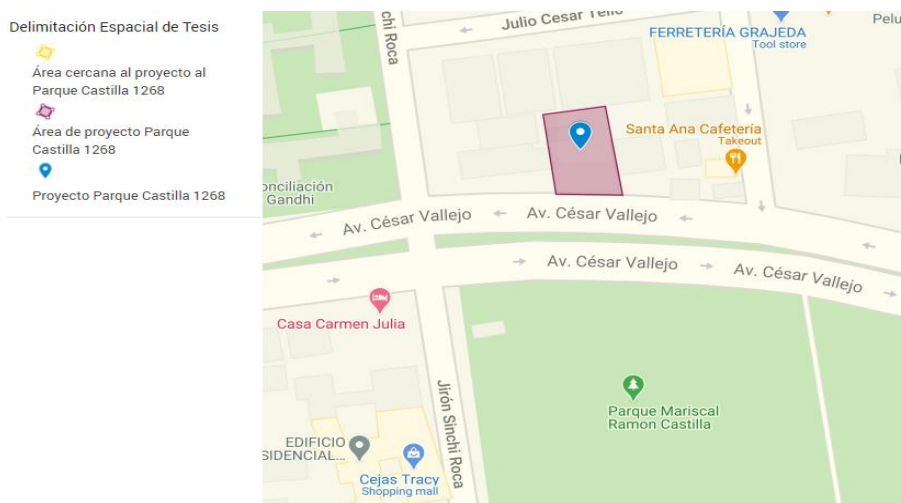 Delimitación Espacial de Tesis
Área cercana al proyecto al
Parque Castilla 1268
Área de proyecto Parque
Castilla 1268
Proyecto Parque Castilla 1268
chi Roca
Julio Cesar Tello
FERRETERÍA GRAJEDA
Tool store
Pelu
Santa Ana Cafetería
Takeout
onciliación
Gandhi
Av. César Vallejo
Av. César Vallejo
Av. César Vallejo
Av. César Vallejo
Casa Carmen Julia
Jirón Sinchi Roca
Parque Mariscal
Ramon Castilla
EDIFICIO
SIDENCIAL...
Cejas Tracy
Shopping mall